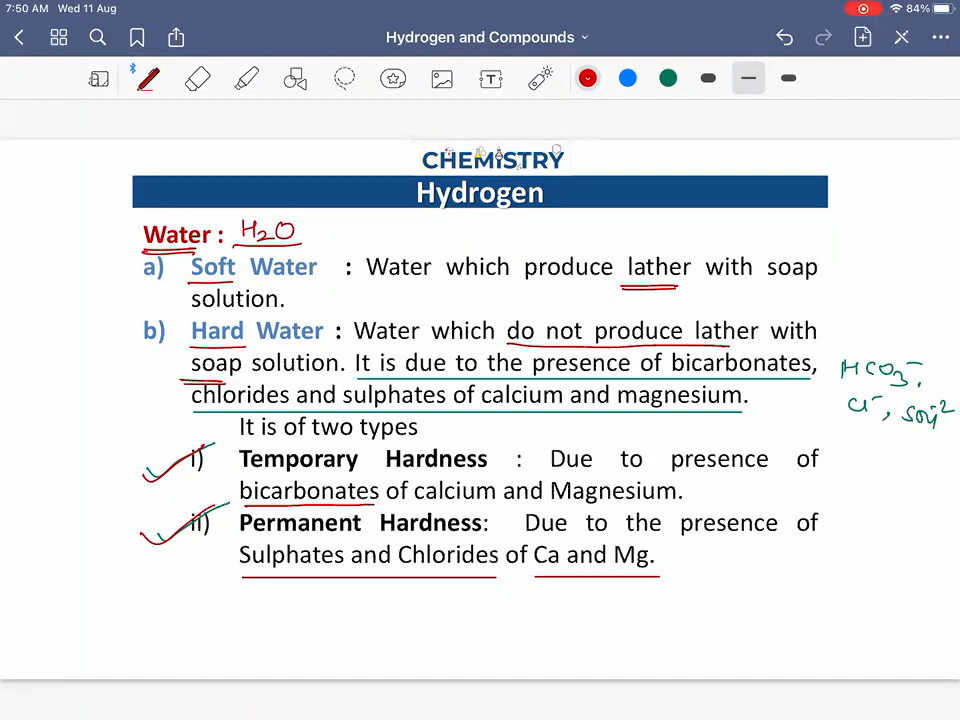 7:50 AM Wed 11 Aug
84%
Hydrogen and Compounds
T
CHEMISTRY
Hydrogen
Water : H2O
a) Soft Water : Water which produce lather with soap
solution.
b) Hard Water : Water which do not produce lather with
soap solution. It is due to the presence of bicarbonates,
HCO3-,
chlorides and sulphates of calcium and magnesium.
Cl-, SO4-2
It is of two types
i) Temporary Hardness : Due to presence of
bicarbonates of calcium and Magnesium.
ii) Permanent Hardness: Due to the presence of
Sulphates and Chlorides of Ca and Mg.